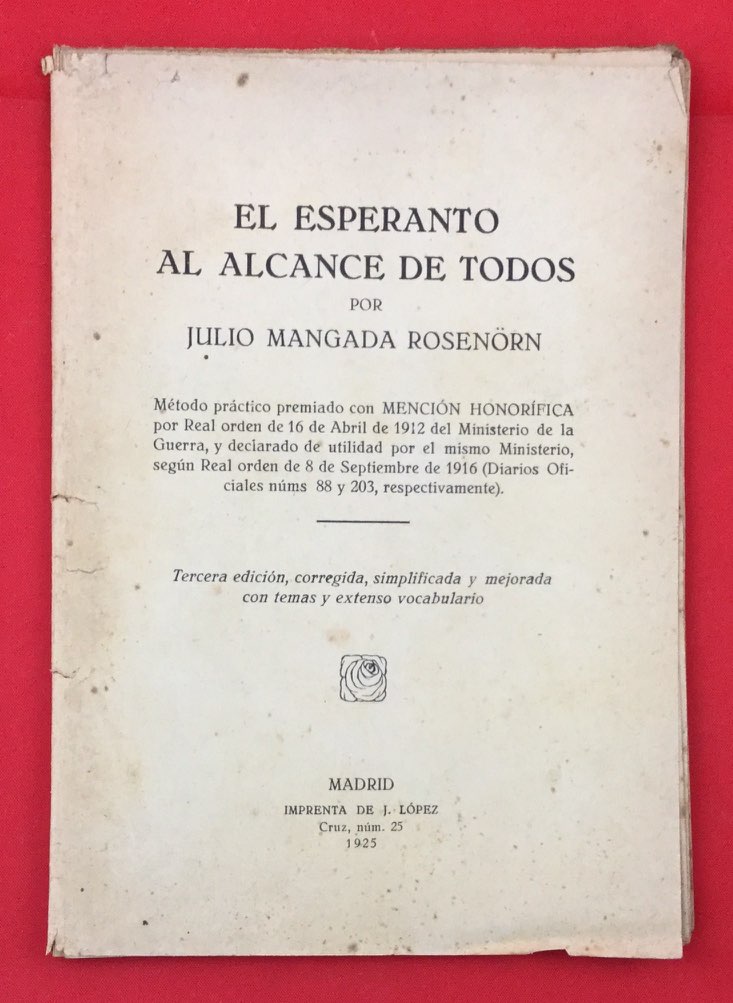 EL ESPERANTO
AL ALCANCE DE TODOS
POR
JULIO MANGADA ROSENÖRN
Método práctico premiado con MENCIÓN HONORÍFICA
por Real orden de 16 de Abril de 1912 del Ministerio de la
Guerra, y declarado de utilidad por el mismo Ministerio,
según Real orden de 8 de Septiembre de 1916 (Diarios Ofi-
ciales núms 88 y 203, respectivamente).
Tercera edición, corregida, simplificada y mejorada
con temas y extenso vocabulario
MADRID
IMPRENTA DE J. LÓPEZ
Cruz, núm. 25
1925